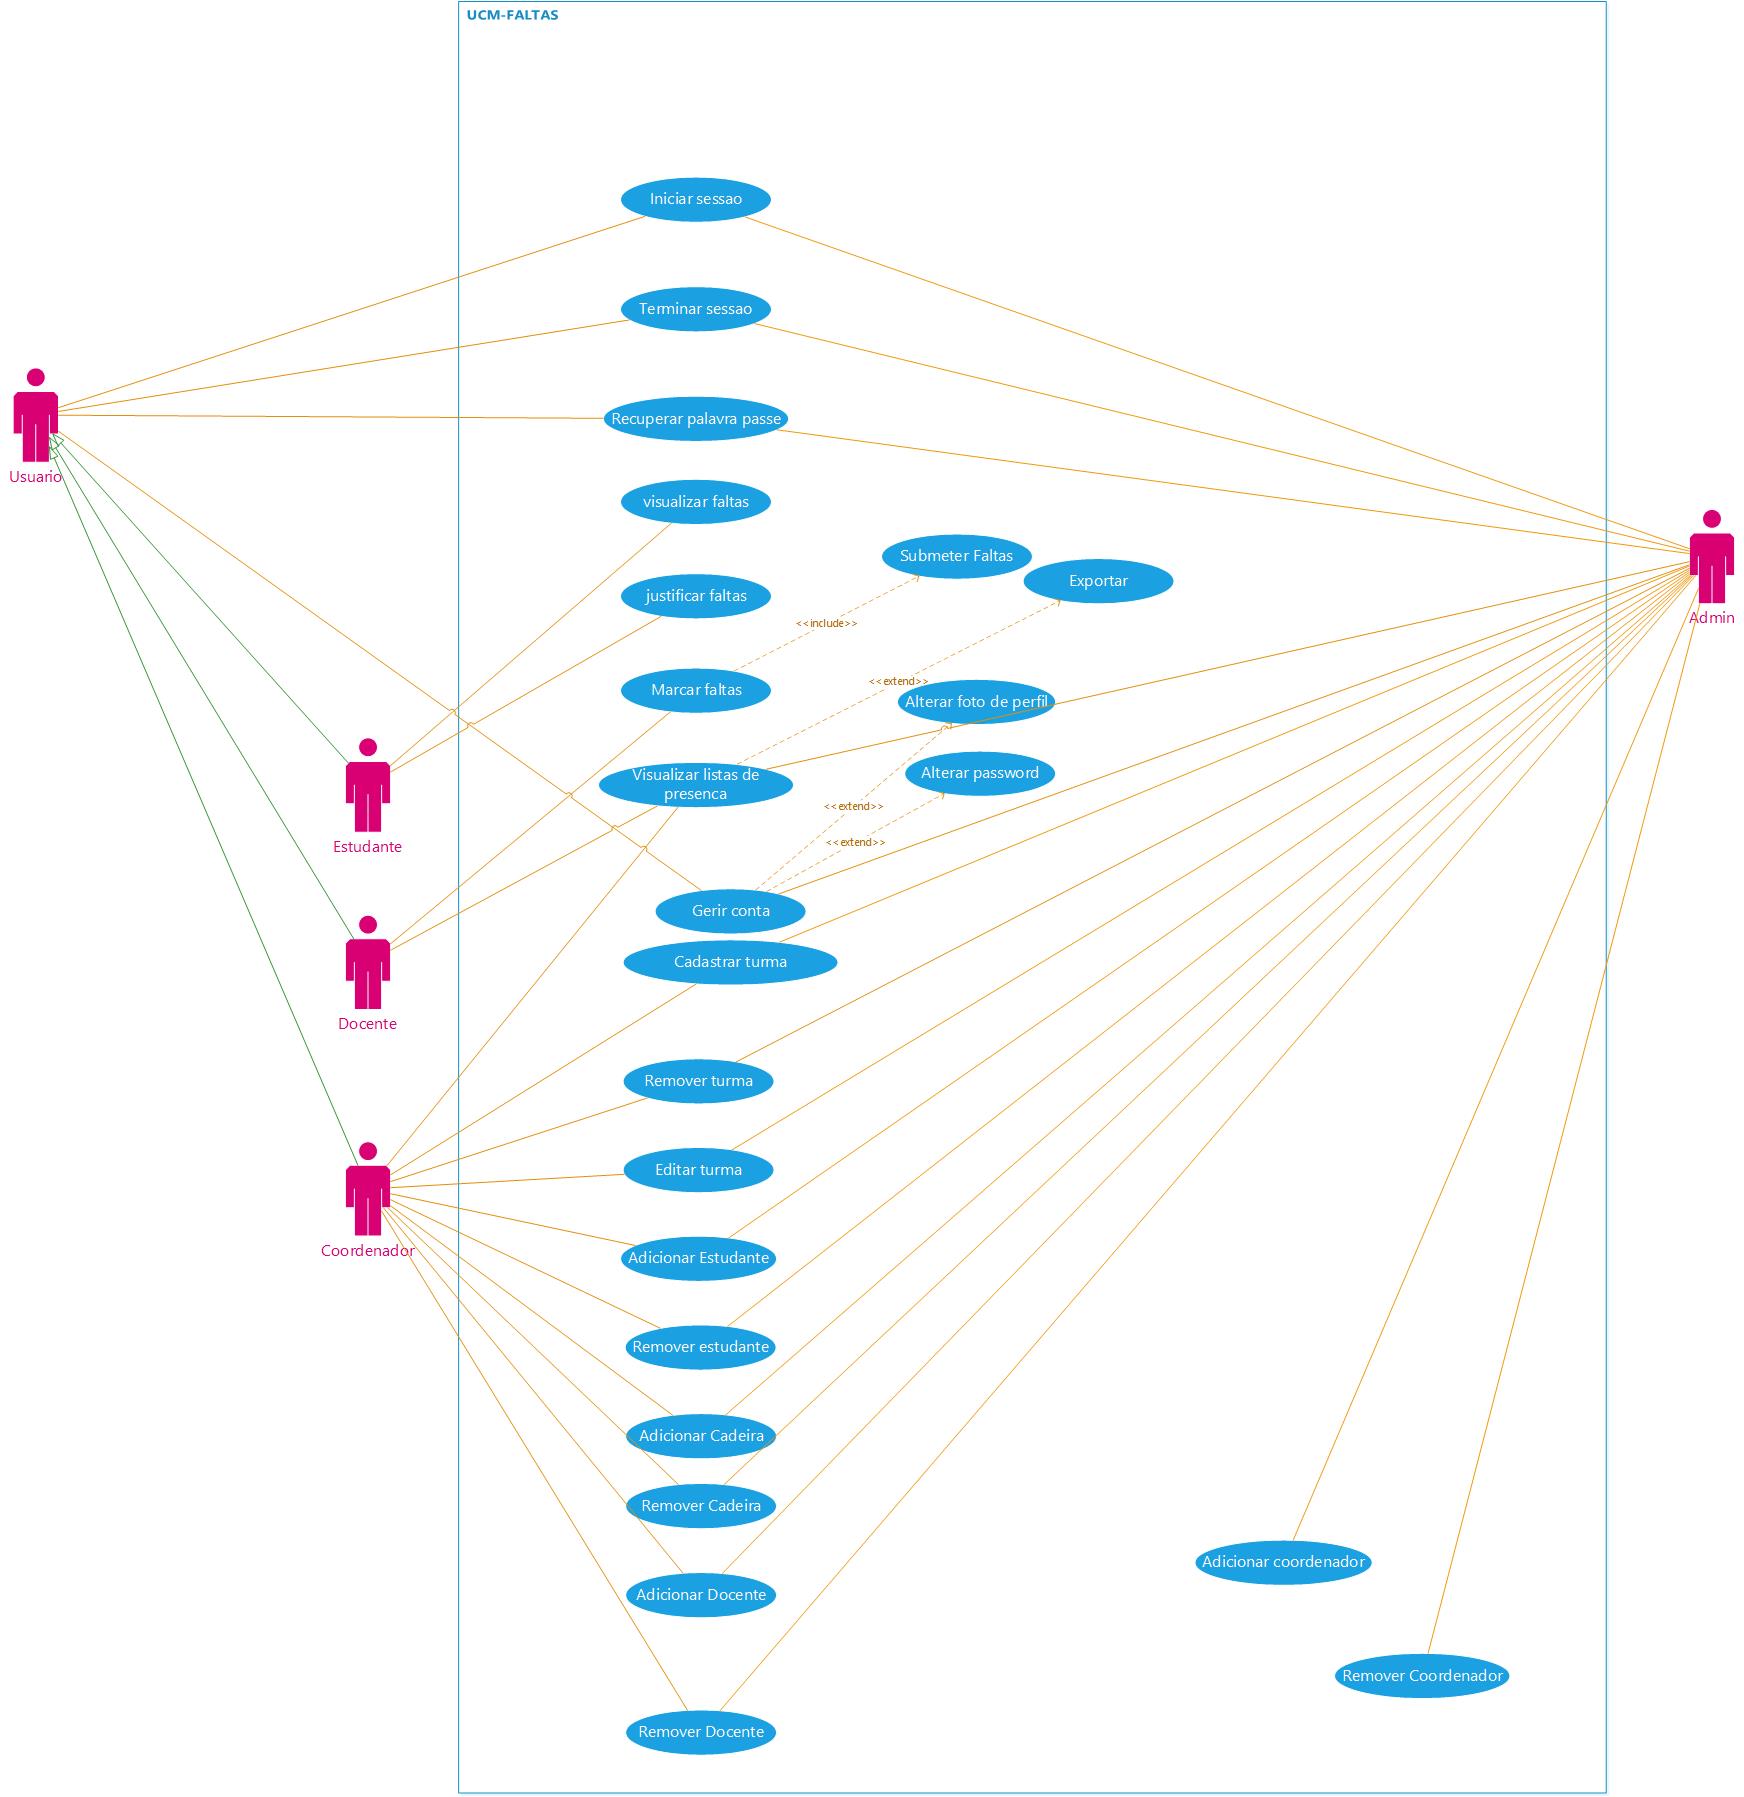 UCM-FALTAS
Iniciar sessao
Terminar sessao
Recuperar palavra passe
Usuario
visualizar faltas
Submeter Faltas
Exportar
justificar faltas
Admin
<<include>>
Marcar faltas
<<extend>>
Alterar foto de perfil
Visualizar listas de
presenca
Alterar password
<<extend>>
<<extend>>
Estudante
Gerir conta
Cadastrar turma
Docente
Remover turma
Editar turma
Coordenador
Adicionar Estudante
Remover estudante
Adicionar Cadeira
Remover Cadeira
Adicionar coordenador
Adicionar Docente
Remover Coordenador
Remover Docente